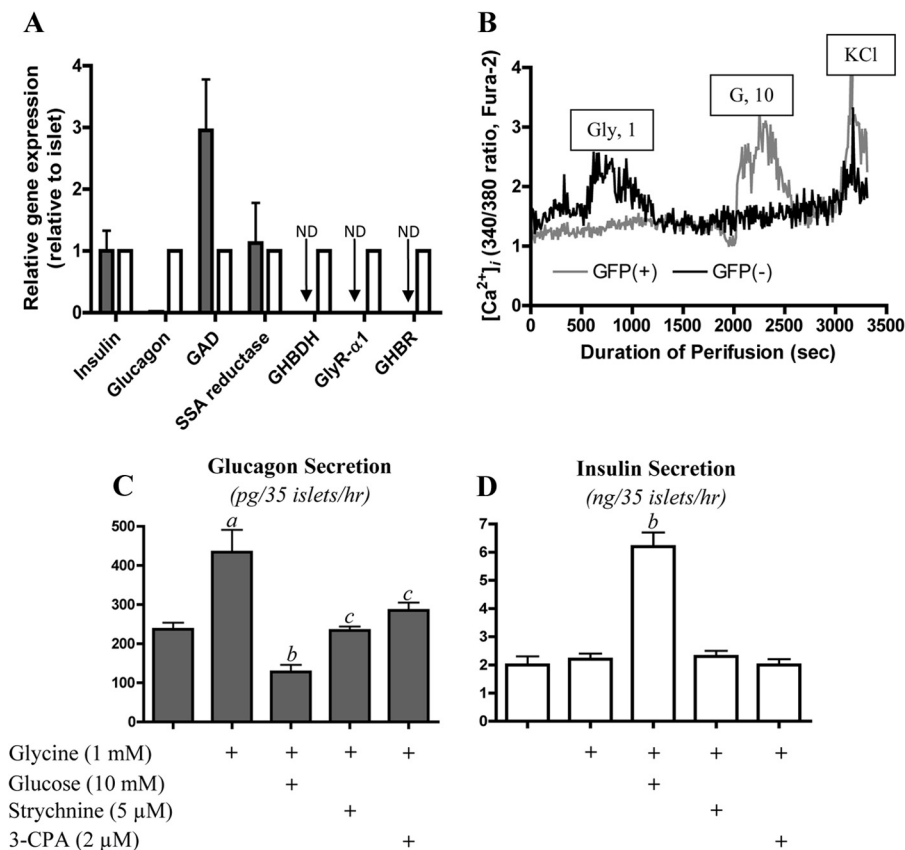 A
Relative gene expression
(relative to islet)
4
3
2
1
0
ND
ND
ND
Insulin
Glucagon
GAD
SSA reductase
GHBDH
GlyR-α1
GHBR
B
[Ca²⁺]ᵢ (340/380 ratio, Fura-2)
4
3
2
1
0
Gly, 1
G, 10
KCl
GFP(+)
GFP(-)
0 500 1000 1500 2000 2500 3000 3500
Duration of Perifusion (sec)
C
Glucagon Secretion
(pg/35 islets/hr)
500
400
300
200
100
0
a
b
c
c
D
Insulin Secretion
(ng/35 islets/hr)
7
6
5
4
3
2
1
0
b
Glycine (1 mM) + + + + + + + +
Glucose (10 mM) + +
Strychnine (5 µM) + +
3-CPA (2 µM) + +